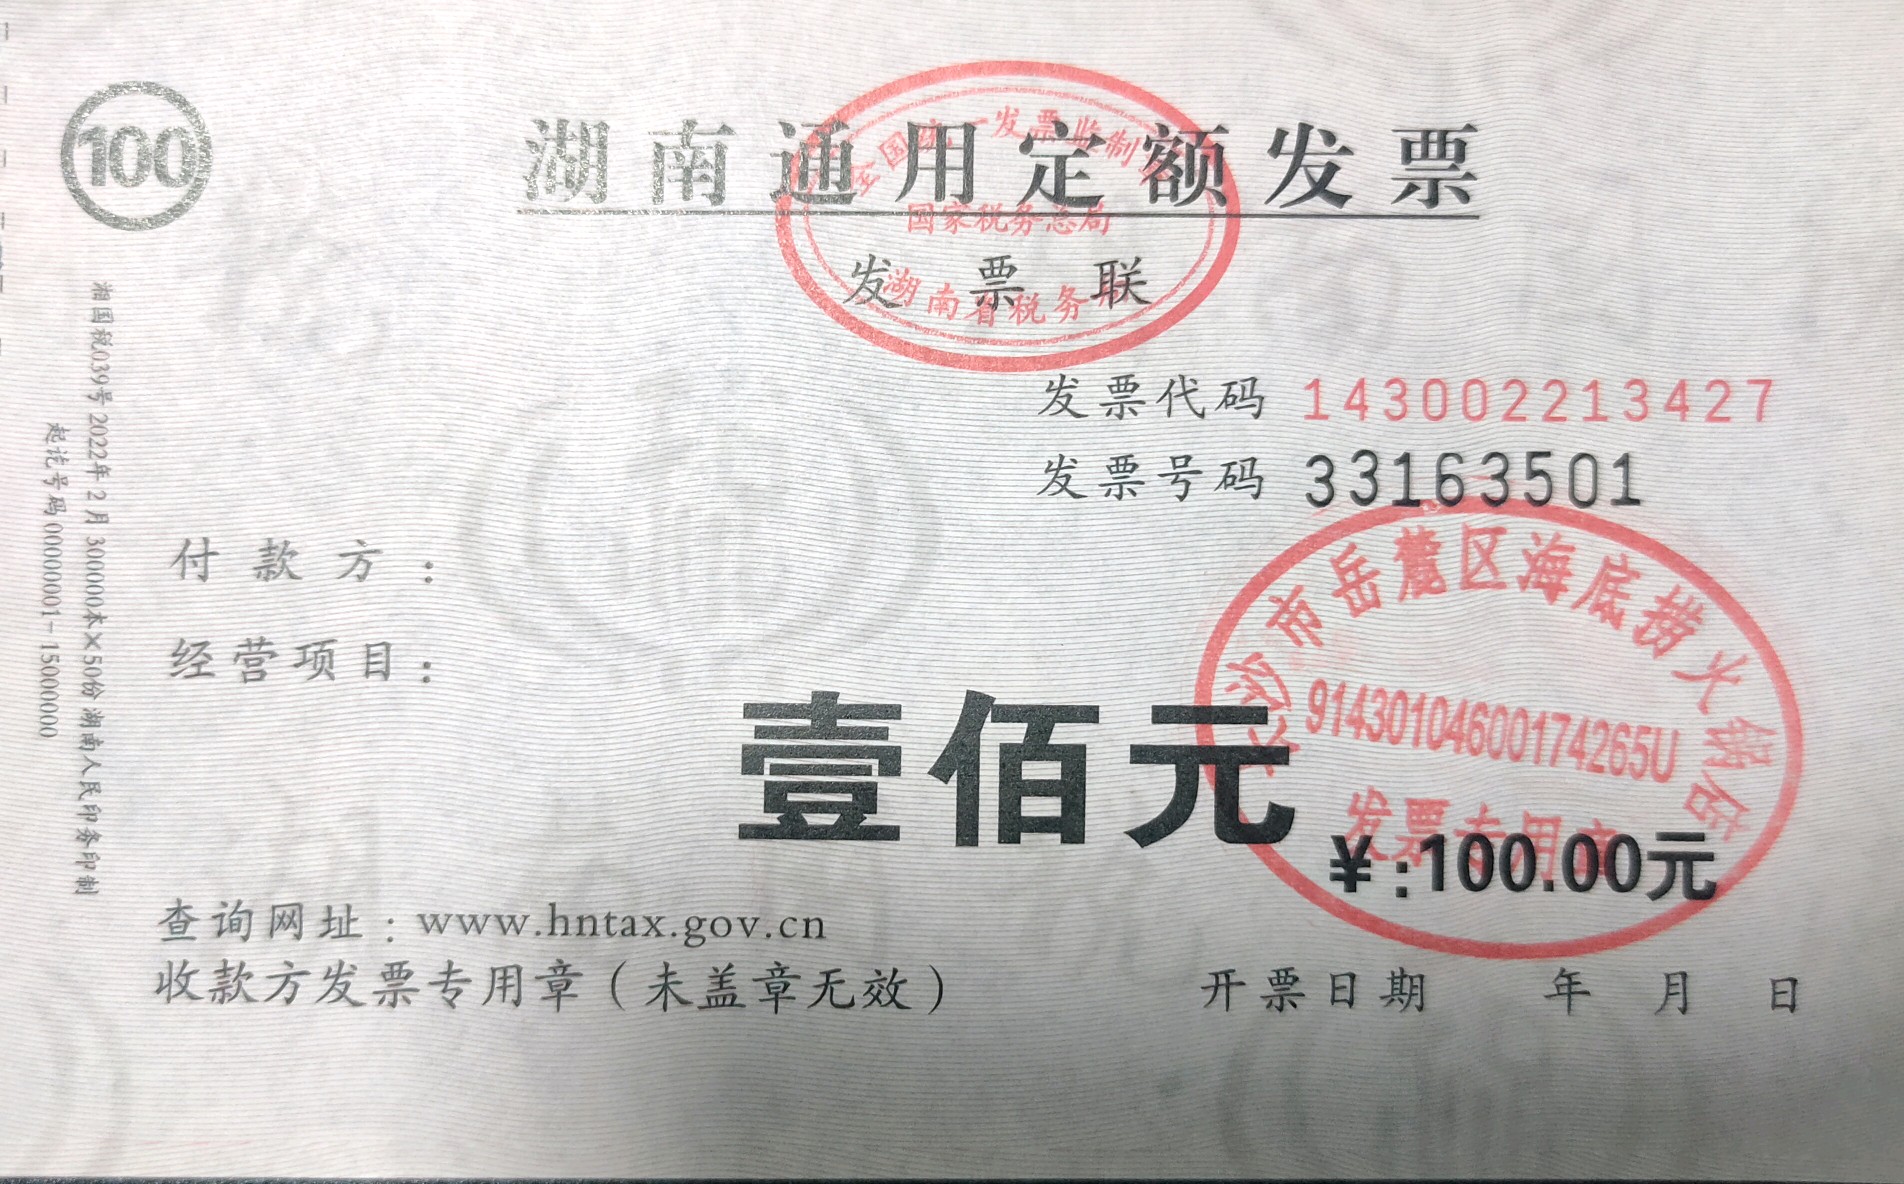 100
湖南通用定额发票
全国统一发票监制章
国家税务总局
湖南省税务局
发票联
发票代码 143002213427
发票号码 33163501
付款方：
经营项目：
长沙市岳麓区海底捞火锅店
91430104600174265U
发票专用章
壹佰元
￥:100.00元
查询网址：www.hntax.gov.cn
收款方发票专用章（未盖章无效）
开票日期 年 月 日
湘国税039号 2022年2月 300000本×50份 湖南人民印务印制
起讫号码 00000001-15000000